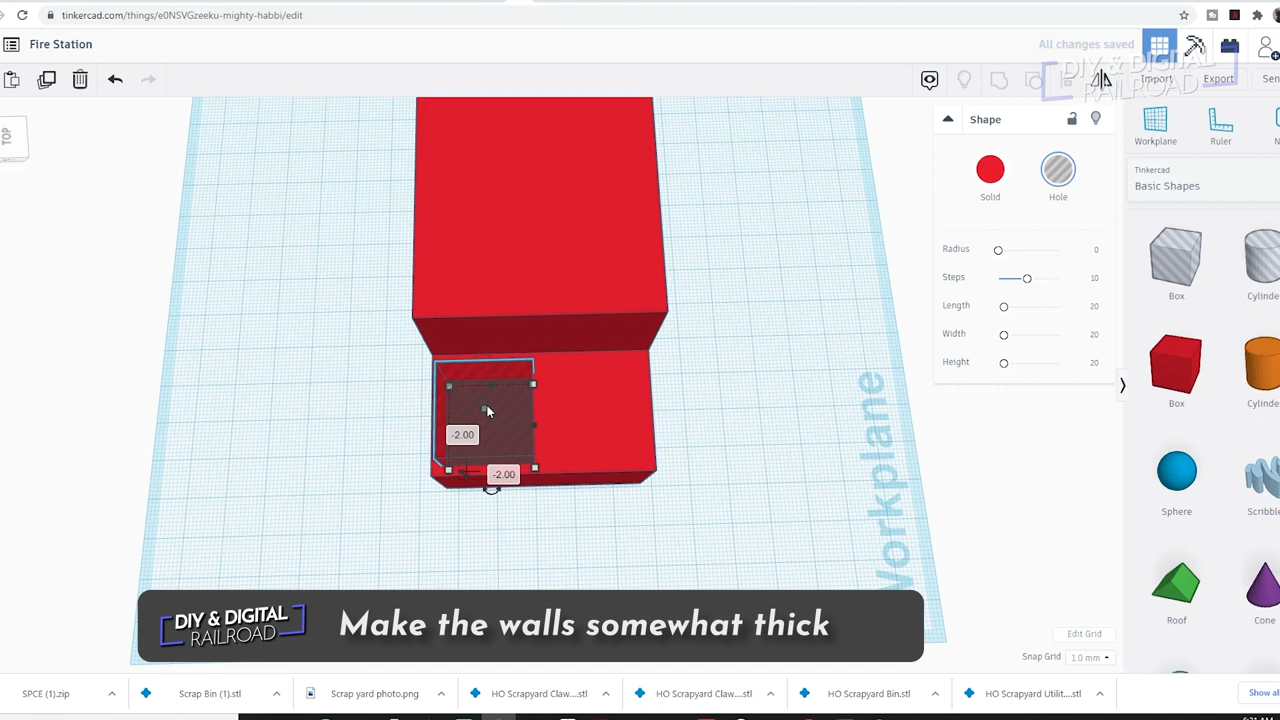 tinkercad.com/things/e0NSVGzeeku-mighty-habbi/edit
Fire Station
All changes saved
DIY & DIGITAL
RAILROAD
Import
Export
TOP
Shape
Solid
Hole
Radius 0
Steps 10
Length 20
Width 20
Height 20
Workplane
Ruler
Tinkercad
Basic Shapes
Box
Box
Sphere
Roof
Cone
-2.00
-2.00
Workplane
Edit Grid
Snap Grid 1.0 mm
DIY & DIGITAL
RAILROAD
Make the walls somewhat thick
SPCE (1).zip
Scrap Bin (1).stl
Scrap yard photo.png
HO Scrapyard Claw....stl
HO Scrapyard Claw....stl
HO Scrapyard Bin.stl
HO Scrapyard Utilit....stl